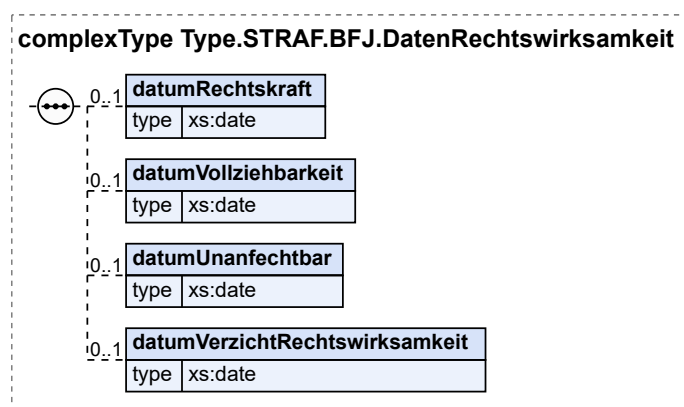 complexType Type.STRAF.BFJ.DatenRechtswirksamkeit
0..1 datumRechtskraft
type xs:date
0..1 datumVollziehbarkeit
type xs:date
0..1 datumUnanfechtbar
type xs:date
0..1 datumVerzichtRechtswirksamkeit
type xs:date